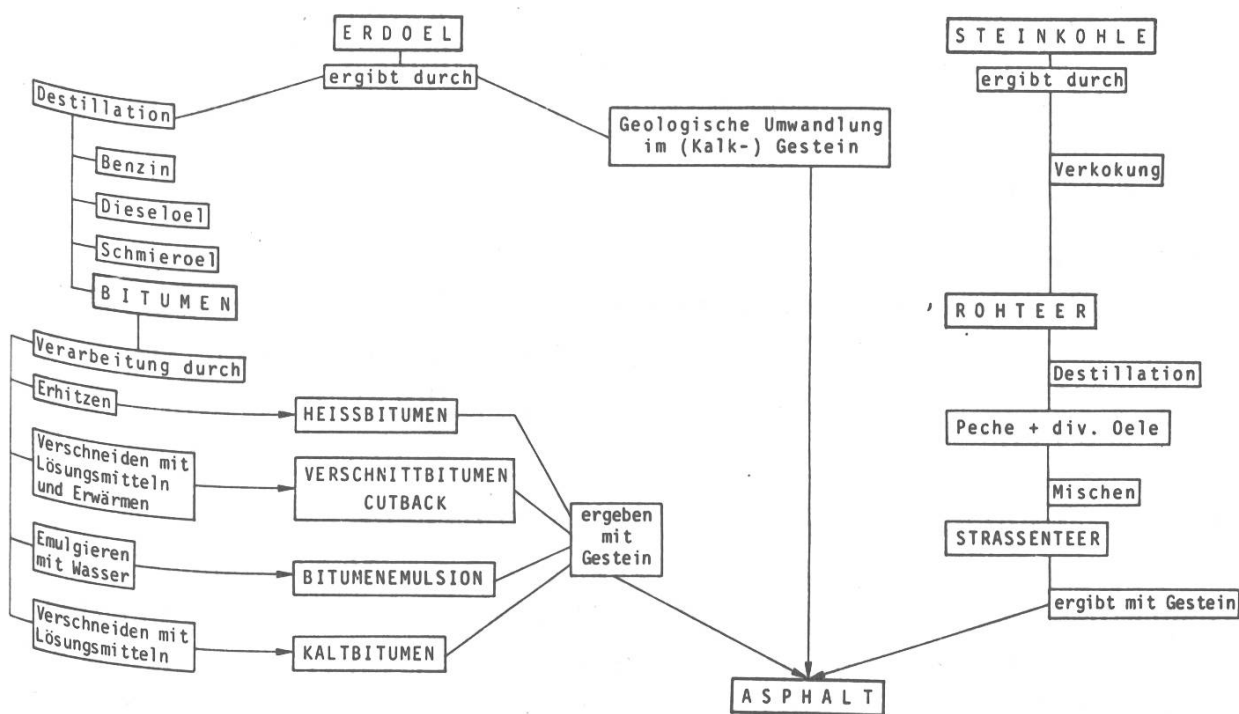 ERDOEL
ergibt durch
Destillation
Benzin
Dieseloel
Schmieroel
BITUMEN
Verarbeitung durch
Erhitzen
Verschneiden mit
Lösungsmitteln
und Erwärmen
Emulgieren
mit Wasser
Verschneiden mit
Lösungsmitteln
HEISSBITUMEN
VERSCHNITTBITUMEN
CUTBACK
BITUMENEMULSION
KALTBITUMEN
ergeben
mit
Gestein
Geologische Umwandlung
im (Kalk-) Gestein
STEINKOHLE
ergibt durch
Verkokung
ROHTEER
Destillation
Peche + div. Oele
Mischen
STRASSENTEER
ergibt mit Gestein
ASPHALT